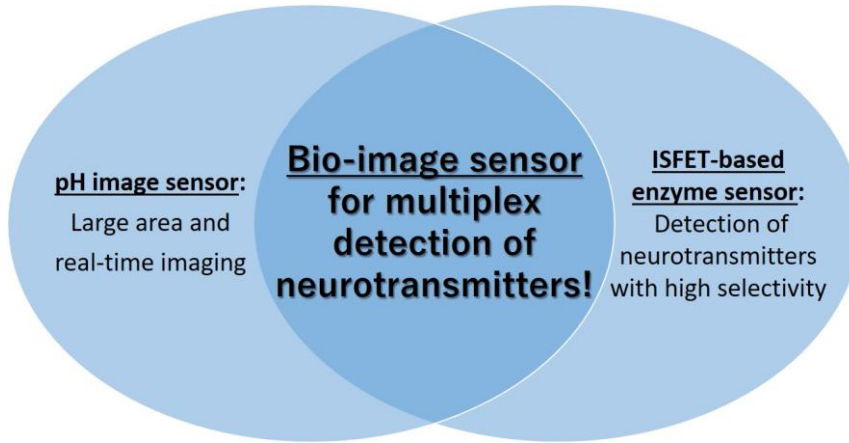 pH image sensor:
Large area and
real-time imaging
Bio-image sensor
for multiplex
detection of
neurotransmitters!
ISFET-based
enzyme sensor:
Detection of
neurotransmitters
with high selectivity